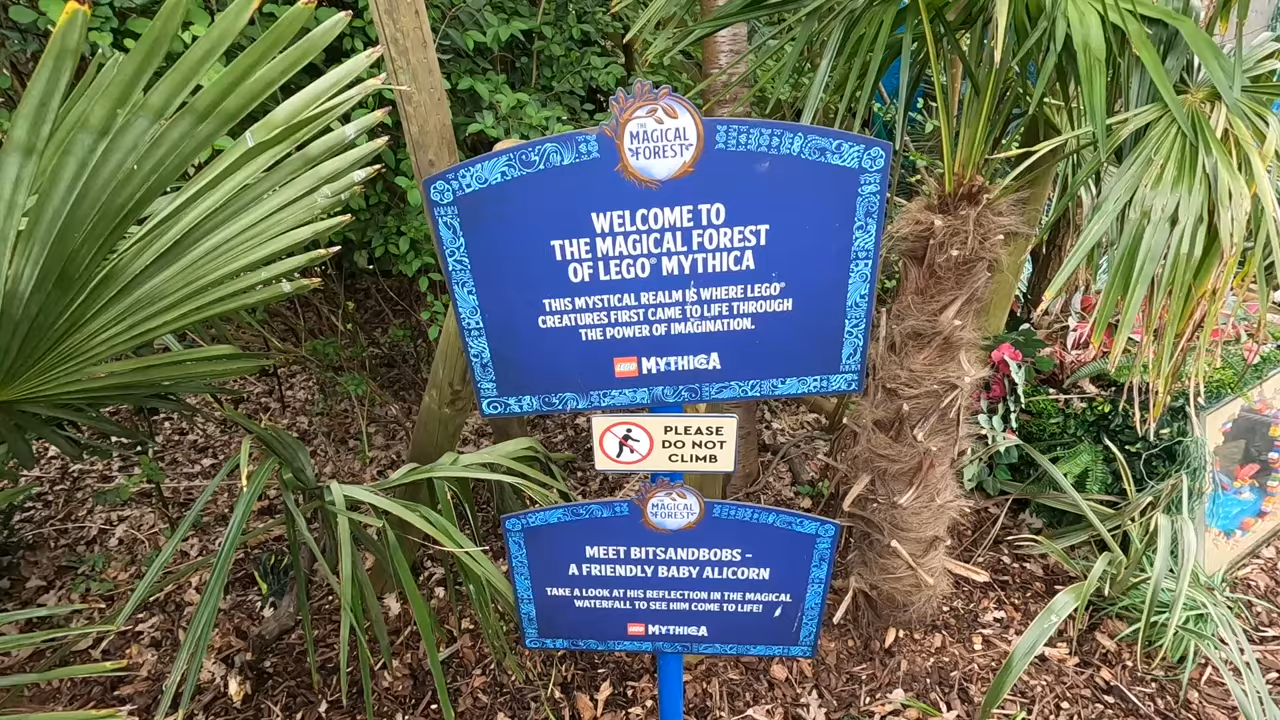 THE
MAGICAL
FOREST
WELCOME TO
THE MAGICAL FOREST
OF LEGO® MYTHICA
THIS MYSTICAL REALM IS WHERE LEGO®
CREATURES FIRST CAME TO LIFE THROUGH
THE POWER OF IMAGINATION.
LEGO MYTHICA
PLEASE
DO NOT
CLIMB
THE
MAGICAL
FOREST
MEET BITSANDBOBS -
A FRIENDLY BABY ALICORN
TAKE A LOOK AT HIS REFLECTION IN THE MAGICAL
WATERFALL TO SEE HIM COME TO LIFE!
LEGO MYTHICA